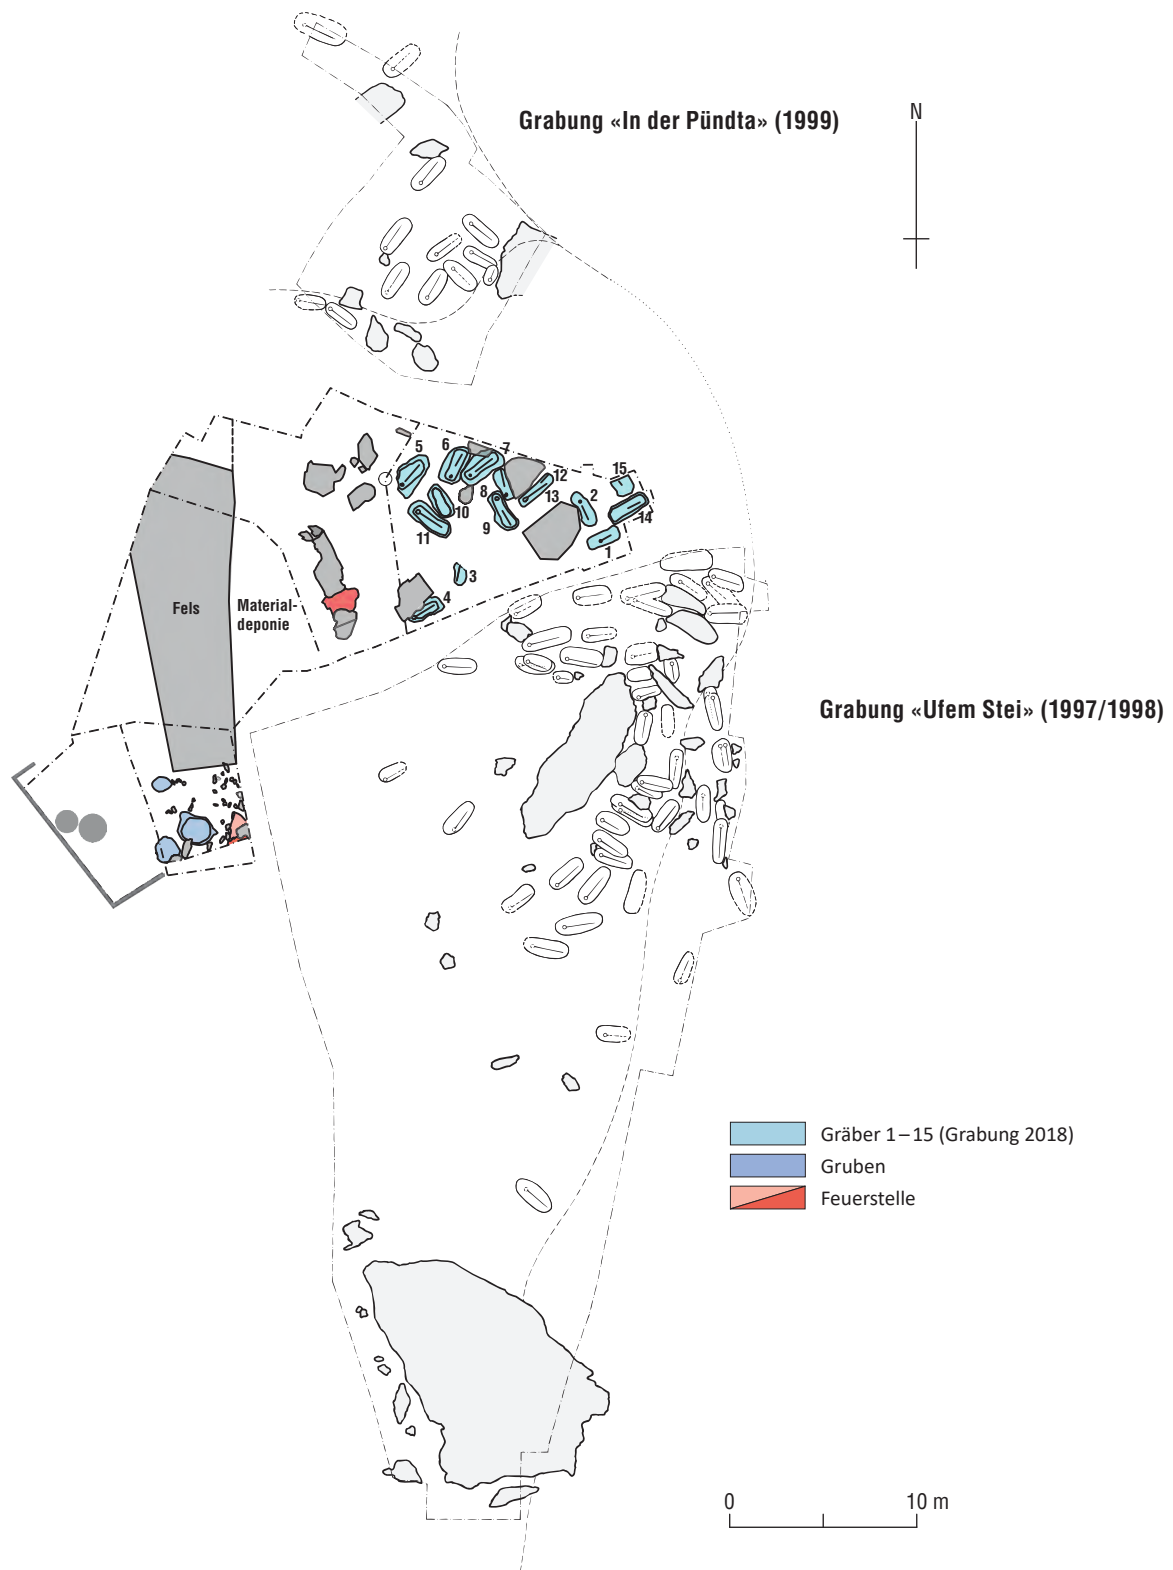 Grabung «In der Pündta» (1999)
N
5
6
7
12
15
8
13
2
10
11
9
14
1
3
4
Fels
Material-
deponie
Grabung «Ufem Stei» (1997/1998)
Gräber 1–15 (Grabung 2018)
Gruben
Feuerstelle
0
10 m